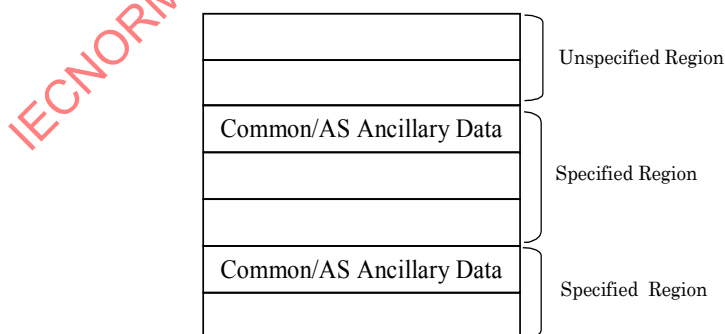 IECNORM
Unspecified Region
Common/AS Ancillary Data
Specified Region
Common/AS Ancillary Data
Specified Region